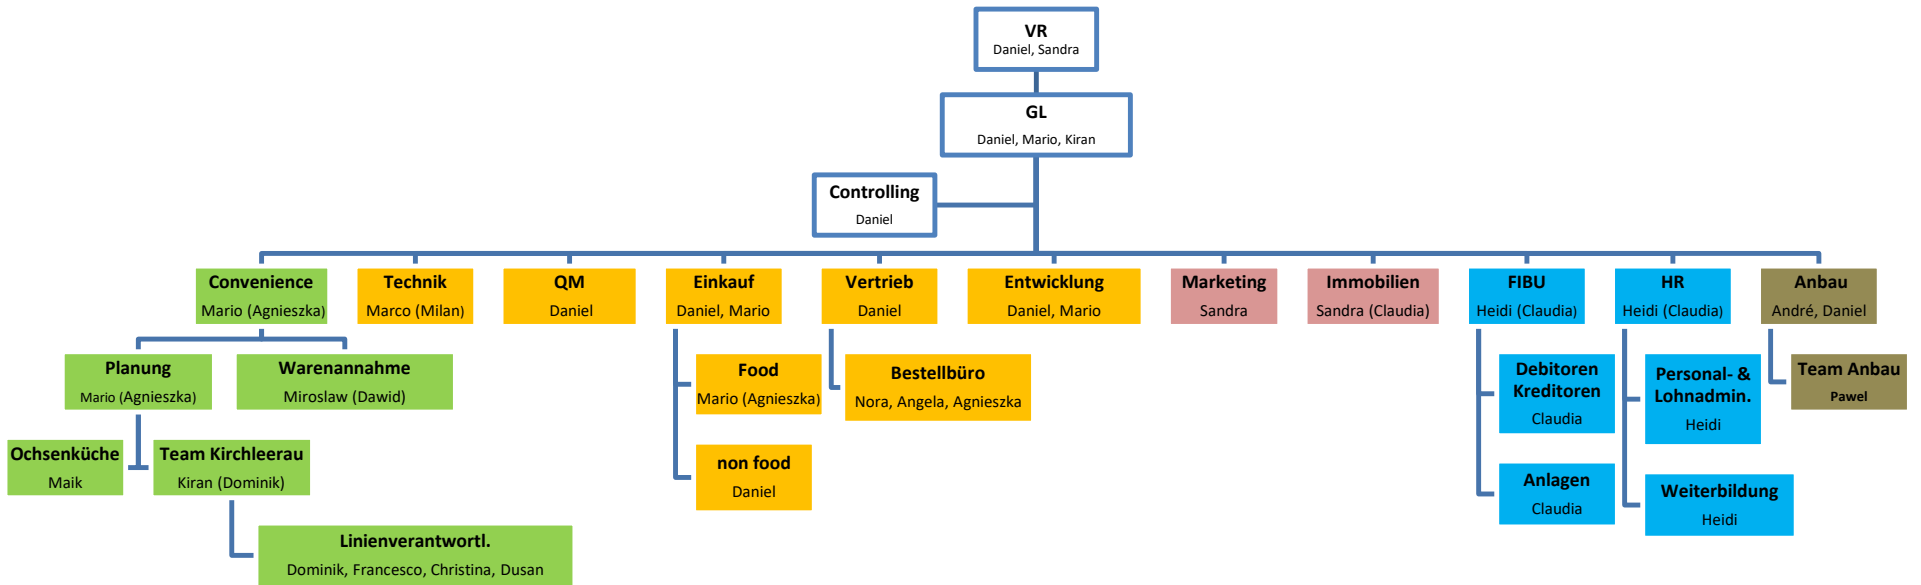 VR
Daniel, Sandra
GL
Daniel, Mario, Kiran
Controlling
Daniel
Convenience
Mario (Agnieszka)
Technik
Marco (Milan)
QM
Daniel
Einkauf
Daniel, Mario
Vertrieb
Daniel
Entwicklung
Daniel, Mario
Marketing
Sandra
Immobilien
Sandra (Claudia)
FIBU
Heidi (Claudia)
HR
Heidi (Claudia)
Anbau
André, Daniel
Planung
Mario (Agnieszka)
Warenannahme
Miroslaw (Dawid)
Food
Mario (Agnieszka)
Bestellbüro
Nora, Angela, Agnieszka
Debitoren
Kreditoren
Claudia
Personal- &
Lohnadmin.
Heidi
Team Anbau
Pawel
Ochsenküche
Maik
Team Kirchleerau
Kiran (Dominik)
non food
Daniel
Anlagen
Claudia
Weiterbildung
Heidi
Linienverantwortl.
Dominik, Francesco, Christina, Dusan